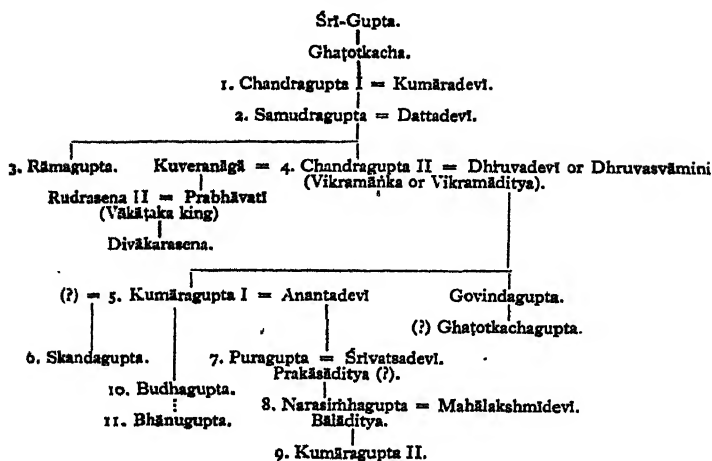 Śrī-Gupta.
Ghaṭotkacha.
1. Chandragupta I = Kumāradevī.
2. Samudragupta = Dattadevī.
3. Rāmagupta. Kuveranāgā = 4. Chandragupta II = Dhruvadevī or Dhruvasvāmini
(Vikramāṅka or Vikramāditya).
Rudrasena II = Prabhāvatī
(Vākāṭaka king)
Divākarasena.
(?) = 5. Kumāragupta I = Anantadevī Govindagupta.
(?) Ghaṭotkachagupta.
6. Skandagupta. 7. Puragupta = Śrīvatsadevī.
Prakāsāditya (?).
10. Budhagupta.
8. Narasiṁhagupta = Mahālakshmīdevī.
11. Bhānugupta. Bālāditya.
9. Kumāragupta II.